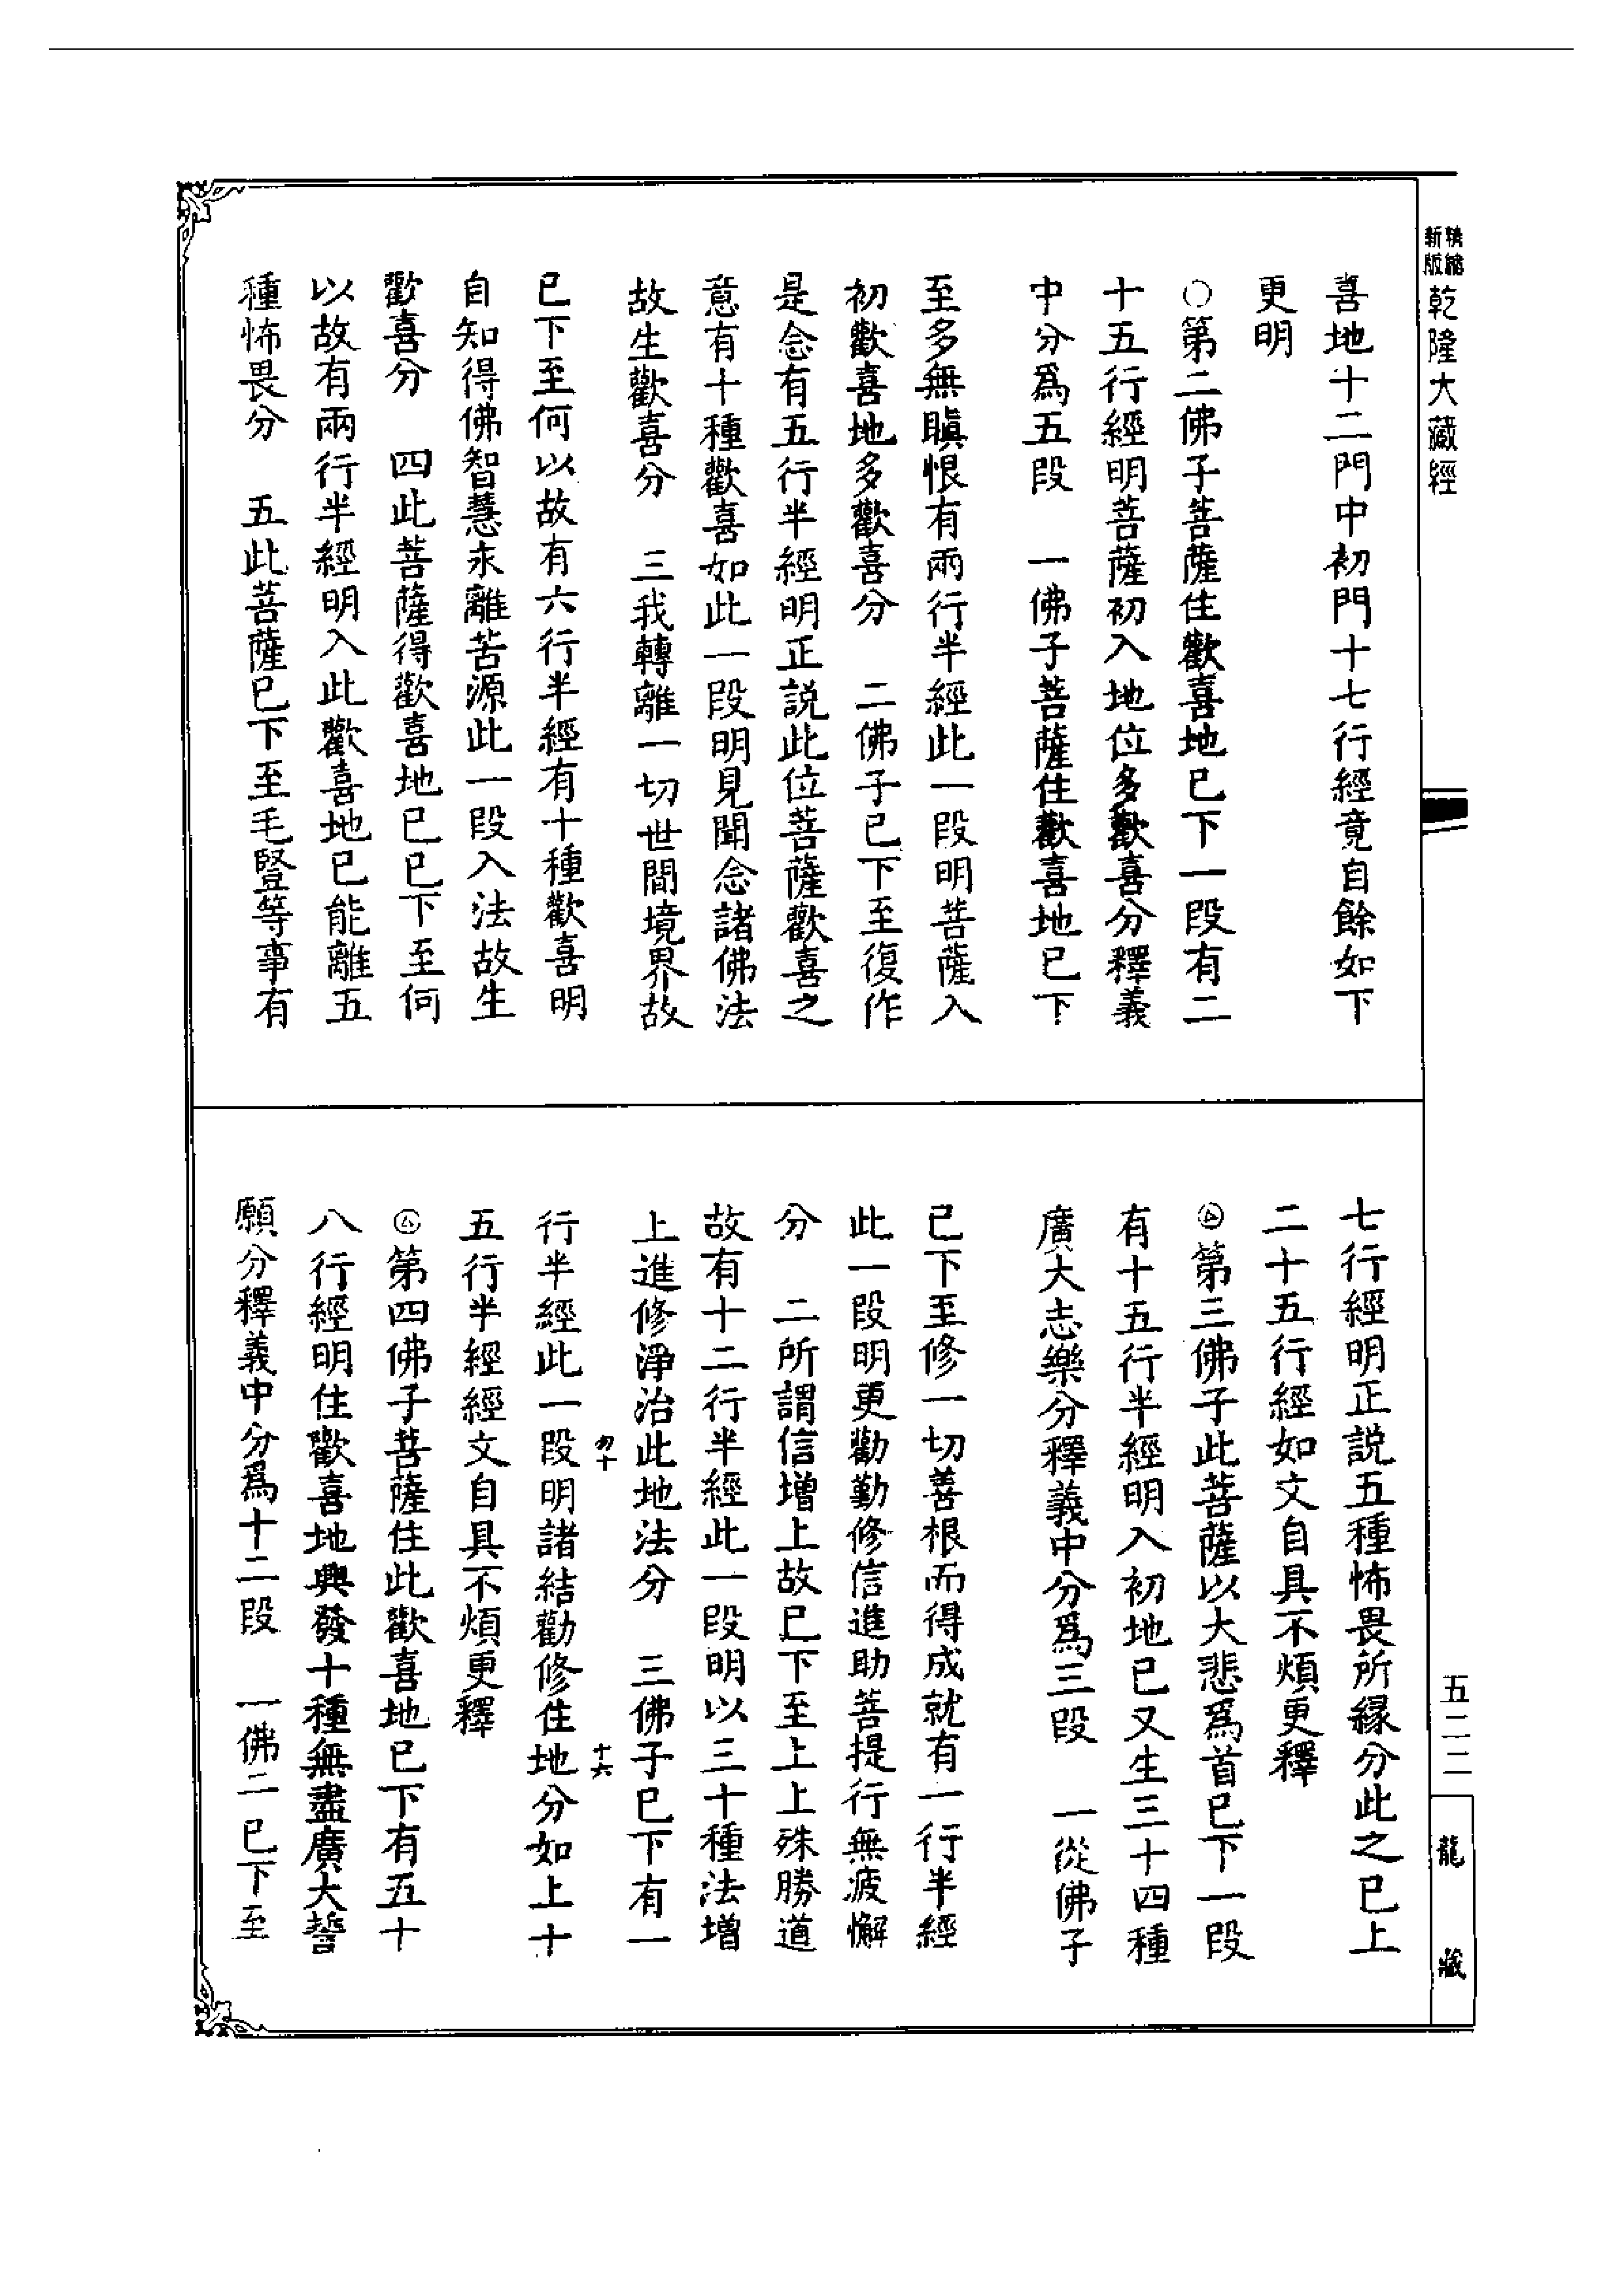 新版
精縮
乾隆大藏經
喜地十二門中初門十七行經竟自餘如下
更明
○第二佛子菩薩住歡喜地已下一段有二
十五行經明菩薩初入地位多歡喜分釋義
中分爲五段　一佛子菩薩住歡喜地已下
至多無瞋恨有兩行半經此一段明菩薩入
初歡喜地多歡喜分　二佛子已下至復作
是念有五行半經明正説此位菩薩歡喜之
意有十種歡喜如此一段明見聞念諸佛法
故生歡喜分　三我轉離一切世間境界故
已下至何以故有六行半經有十種歡喜明
自知得佛智慧永離苦源此一段入法故生
歡喜分　四此菩薩得歡喜地已已下至何
以故有兩行半經明入此歡喜地已能離五
種怖畏分　五此菩薩已下至毛豎等事有
七行經明正説五種怖畏所緣分此之已上
二十五行經如文自具不煩更釋
第三佛子此菩薩以大悲爲首已下一段
有十五行半經明入初地已又生三十四種
廣大志樂分釋義中分爲三段　一從佛子
已下至修一切善根而得成就有一行半經
此一段明更勸勤修信進助菩提行無疲懈
分　二所謂信增上故已下至上上殊勝道
故有十二行半經此一段明以三十種法增
上進修淨治此地法分　三佛子已下有一
行半經此一段明諸結勸修住地分如上十
五行半經經文自具不煩更釋
第四佛子菩薩住此歡喜地已下有五十
八行經明住歡喜地興發十種無盡廣大誓
願分釋義中分爲十二段　一佛二已下至
十六
五二二
龍藏